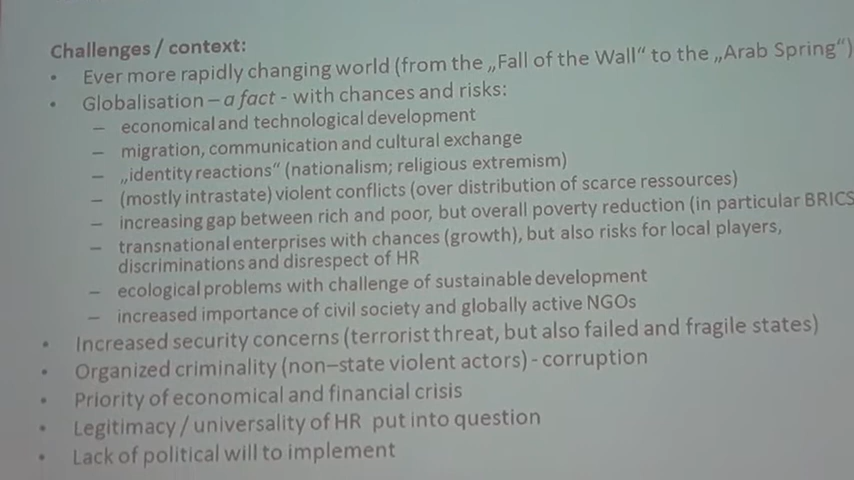 Challenges / context:
• Ever more rapidly changing world (from the „Fall of the Wall“ to the „Arab Spring“)
• Globalisation – a fact - with chances and risks:
– economical and technological development
– migration, communication and cultural exchange
– „identity reactions“ (nationalism; religious extremism)
– (mostly intrastate) violent conflicts (over distribution of scarce ressources)
– increasing gap between rich and poor, but overall poverty reduction (in particular BRICS
– transnational enterprises with chances (growth), but also risks for local players,
discriminations and disrespect of HR
– ecological problems with challenge of sustainable development
– increased importance of civil society and globally active NGOs
• Increased security concerns (terrorist threat, but also failed and fragile states)
• Organized criminality (non–state violent actors) - corruption
• Priority of economical and financial crisis
• Legitimacy / universality of HR put into question
• Lack of political will to implement